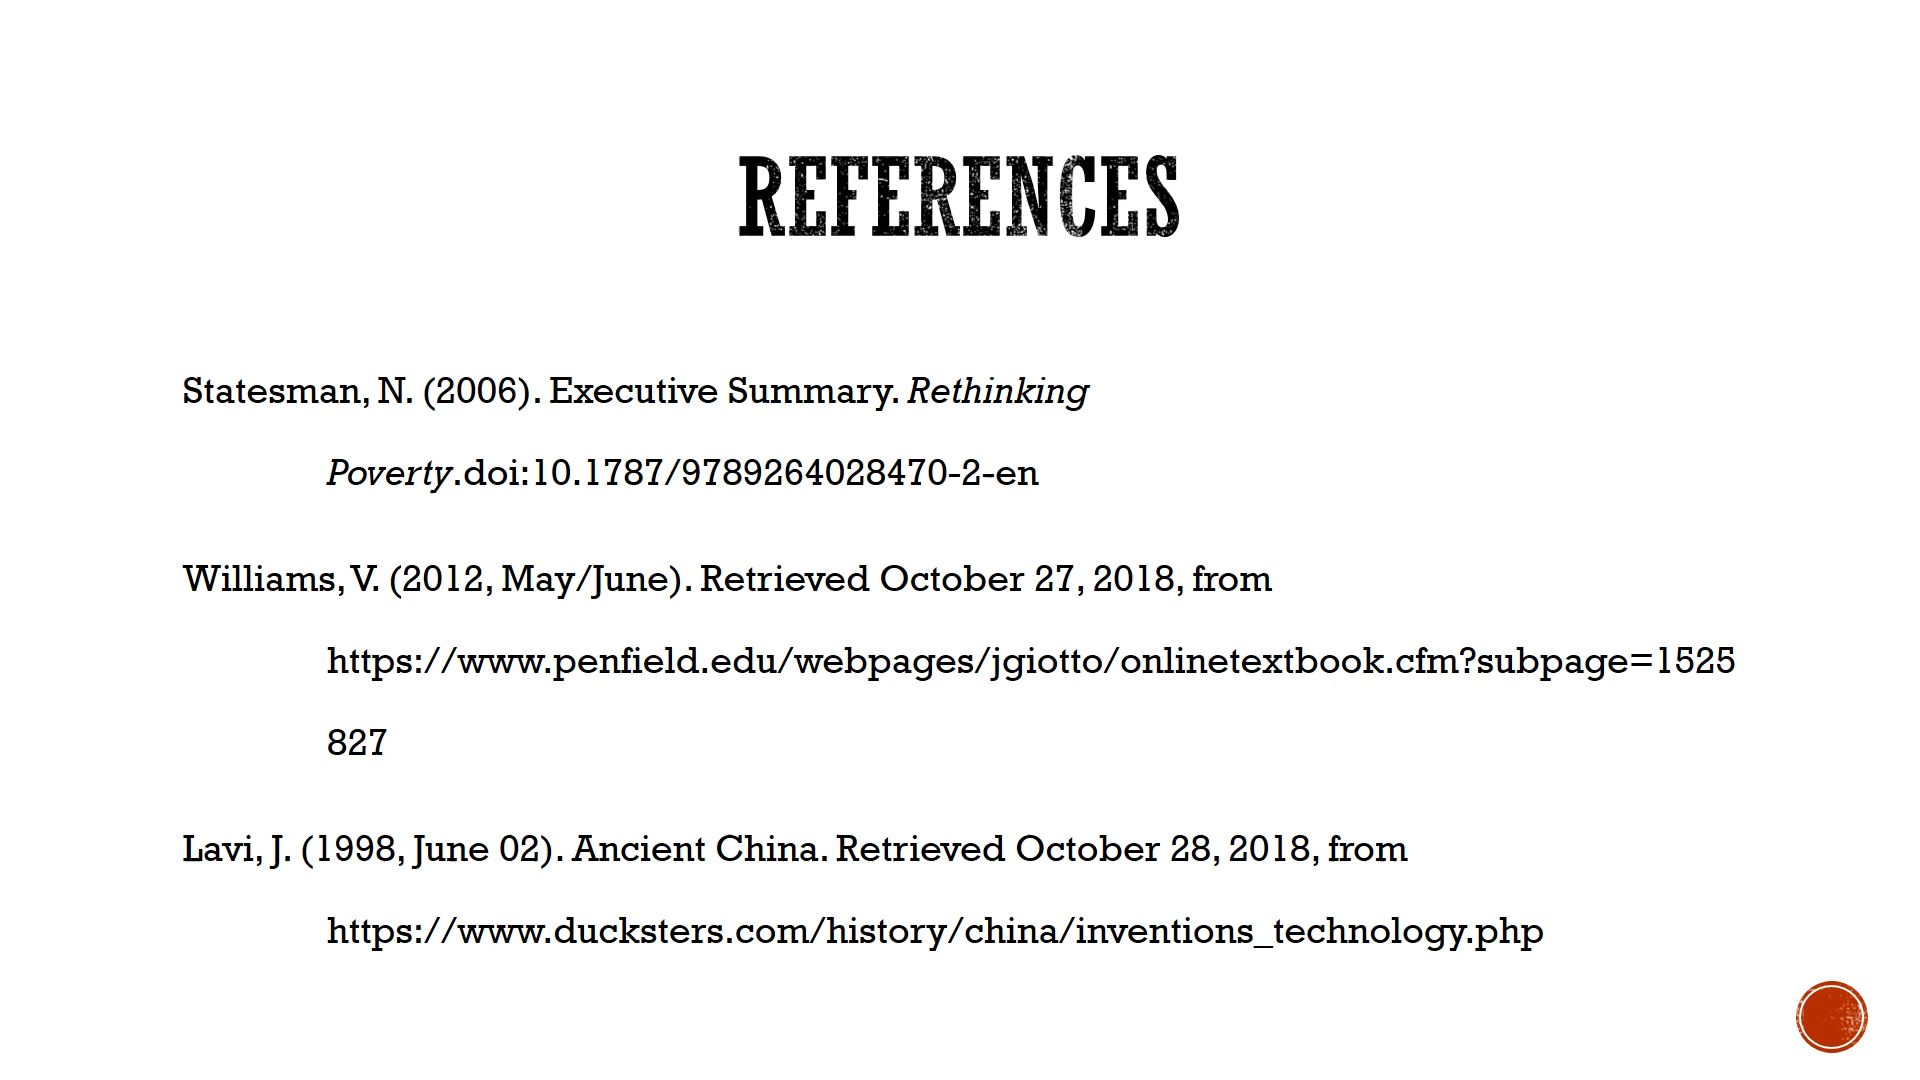 REFERENCES
Statesman, N. (2006). Executive Summary. Rethinking
Poverty.doi:10.1787/9789264028470-2-en
Williams, V. (2012, May/June). Retrieved October 27, 2018, from
https://www.penfield.edu/webpages/jgiotto/onlinetextbook.cfm?subpage=1525
827
Lavi, J. (1998, June 02). Ancient China. Retrieved October 28, 2018, from
https://www.ducksters.com/history/china/inventions_technology.php